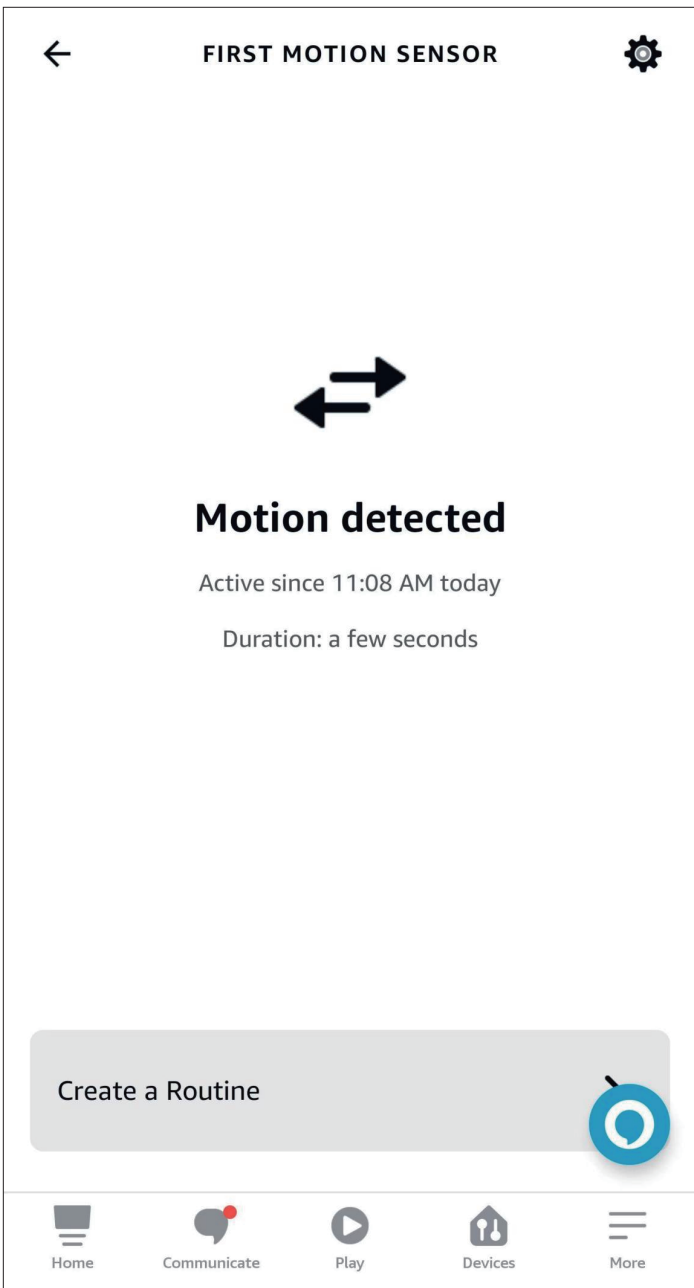 FIRST MOTION SENSOR
Motion detected
Active since 11:08 AM today
Duration: a few seconds
Create a Routine
Home Communicate Play Devices More